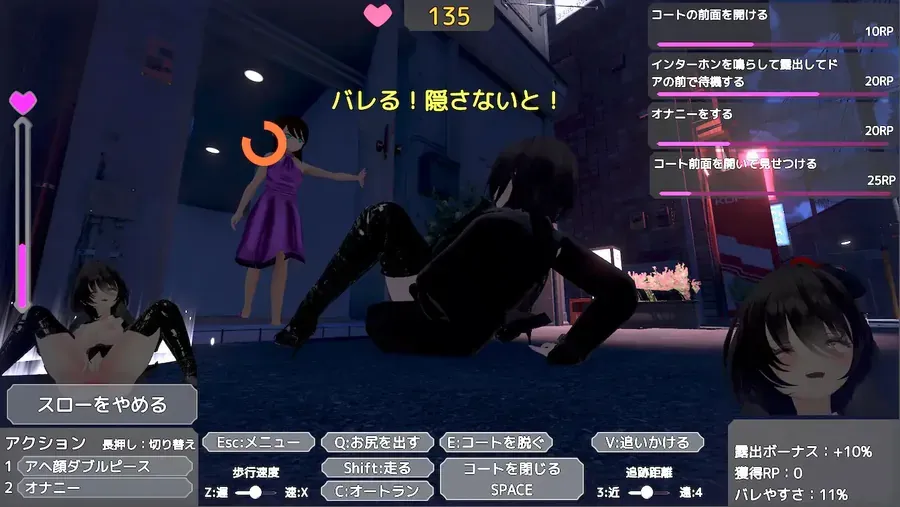 135
コートの前面を開ける
10RP
インターホンを鳴らして露出してド
アの前で待機する
20RP
オナニーをする
20RP
コート前面を開いて見せつける
25RP
バレる！隠さないと！
スローをやめる
アクション 長押し：切り替え
1 アヘ顔ダブルピース
2 オナニー
Esc:メニュー
Q:お尻を出す
E:コートを脱ぐ
V:追いかける
歩行速度
Z:遅 速:X
Shift:走る
C:オートラン
コートを閉じる
SPACE
追跡距離
3:近 遠:4
露出ボーナス：+10%
獲得RP：0
バレやすさ：11%